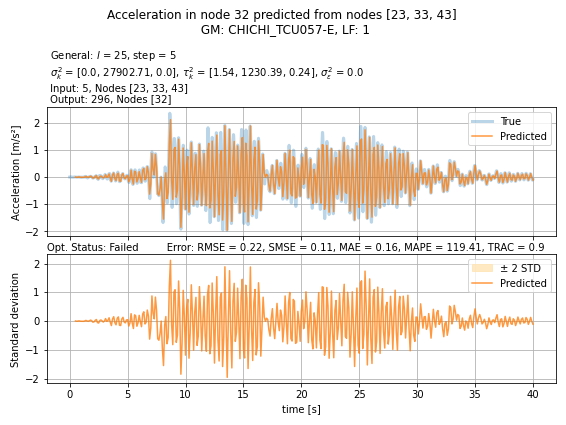 Acceleration in node 32 predicted from nodes [23, 33, 43]
GM: CHICHI_TCU057-E, LF: 1
General: l = 25, step = 5
σ²ₖ = [0.0, 27902.71, 0.0], τ²ₖ = [1.54, 1230.39, 0.24], σ²ₑ = 0.0
Input: 5, Nodes [23, 33, 43]
Output: 296, Nodes [32]
True
Predicted
Acceleration [m/s²]
2
1
0
−1
−2
Opt. Status: Failed Error: RMSE = 0.22, SMSE = 0.11, MAE = 0.16, MAPE = 119.41, TRAC = 0.9
± 2 STD
Predicted
Standard deviation
2
1
0
−1
−2
0 5 10 15 20 25 30 35 40
time [s]